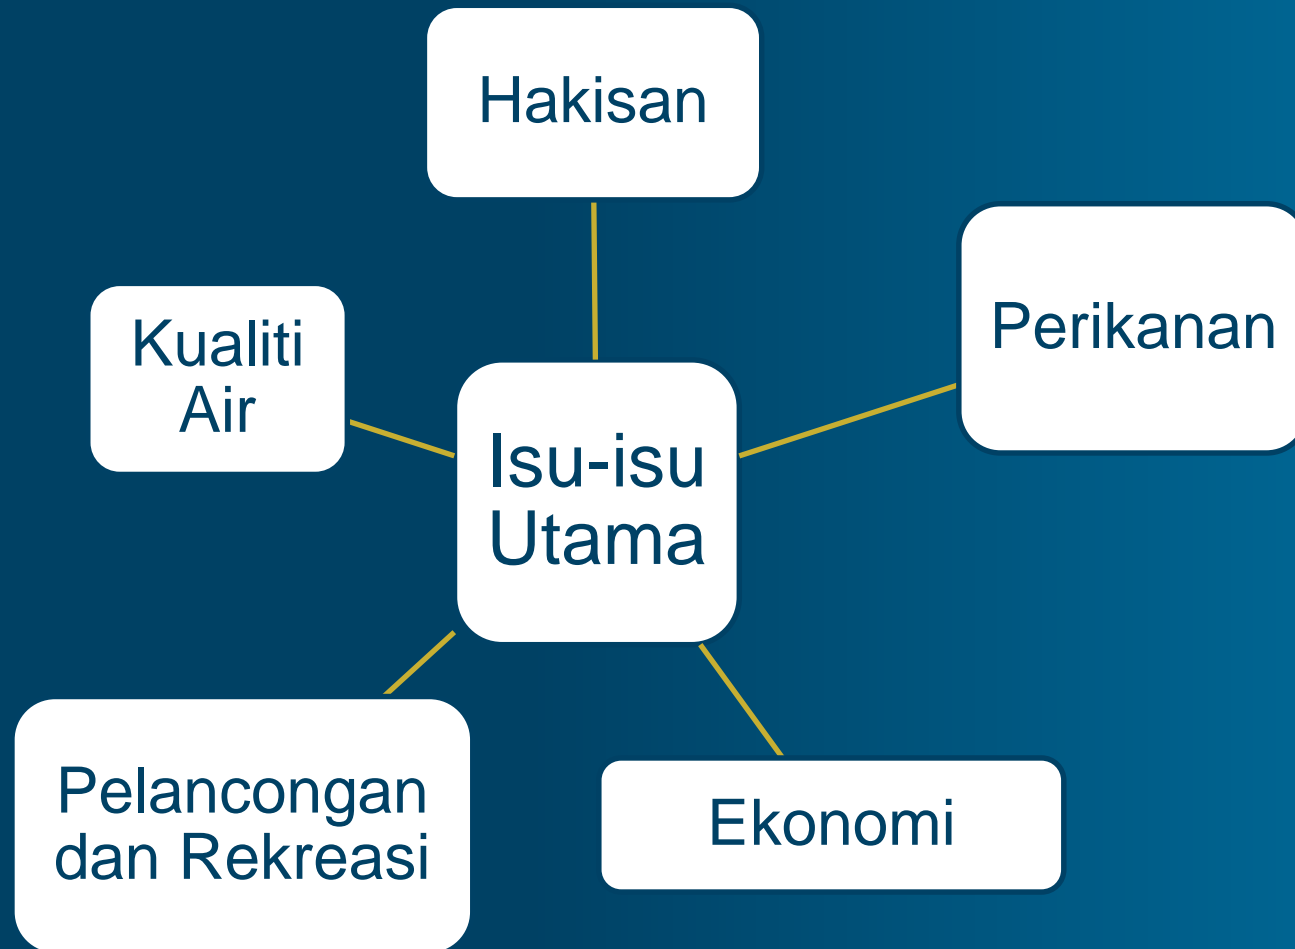 Hakisan
Perikanan
Kualiti
Air
Isu-isu
Utama
Pelancongan
dan Rekreasi
Ekonomi